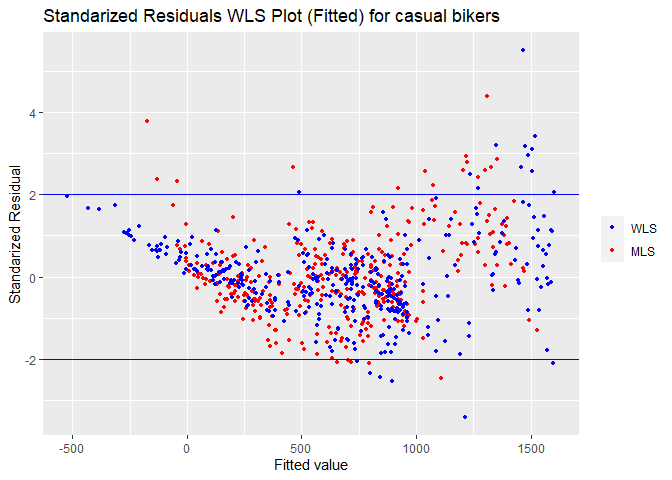 Standarized Residuals WLS Plot (Fitted) for casual bikers
Standarized Residual
4
2
0
-2
-500
0
500
1000
1500
Fitted value
WLS
MLS